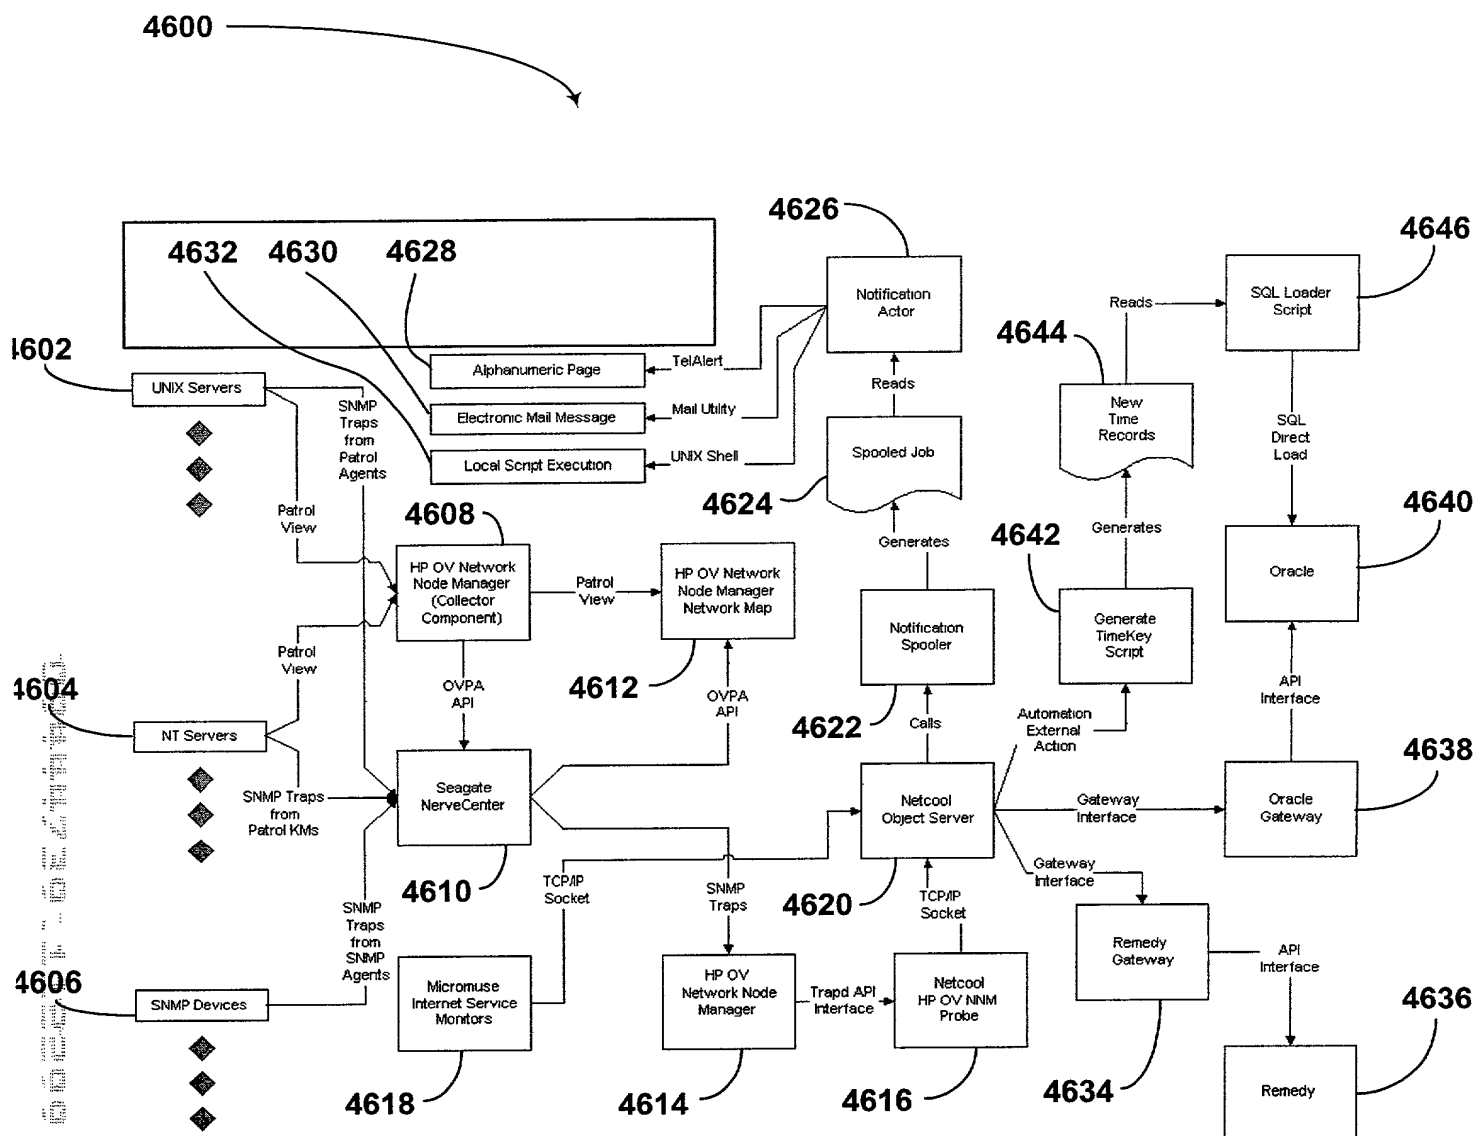 4600
4626
4646
4632
4630
4628
Notification
Actor
SQL Loader
Script
Reads
4644
4602
TelAlert
Alphanumeric Page
UNIX Servers
Reads
SNMP
Traps
from
Patrol
Agents
Mail Utility
Electronic Mail Message
New
Time
Records
SQL
Direct
Load
UNIX Shell
Local Script Execution
Spooled Job
4624
4608
4640
Patrol
View
4642
Generates
Generates
HP OV Network
Node Manager
(Collector
Component)
Patrol
View
HP OV Network
Node Manager
Network Map
Oracle
Notification
Spooler
Generate
TimeKey
Script
Patrol
View
4604
OVPA
API
4612
OVPA
API
API
Interface
4622
Calls
Automation
External
Action
NT Servers
4638
Seagate
NerveCenter
SNMP Traps
from
Patrol KMs
Netcool
Object Server
Gateway
Interface
Oracle
Gateway
4610
TCP/IP
Socket
SNMP
Traps
4620
TCP/IP
Socket
Gateway
Interface
SNMP
Traps
from
SNMP
Agents
Remedy
Gateway
API
Interface
4606
SNMP Devices
Micromuse
Internet Service
Monitors
HP OV
Network Node
Manager
Trapd API
Interface
Netcool
HP OV NNM
Probe
4636
4618
4614
4616
4634
Remedy